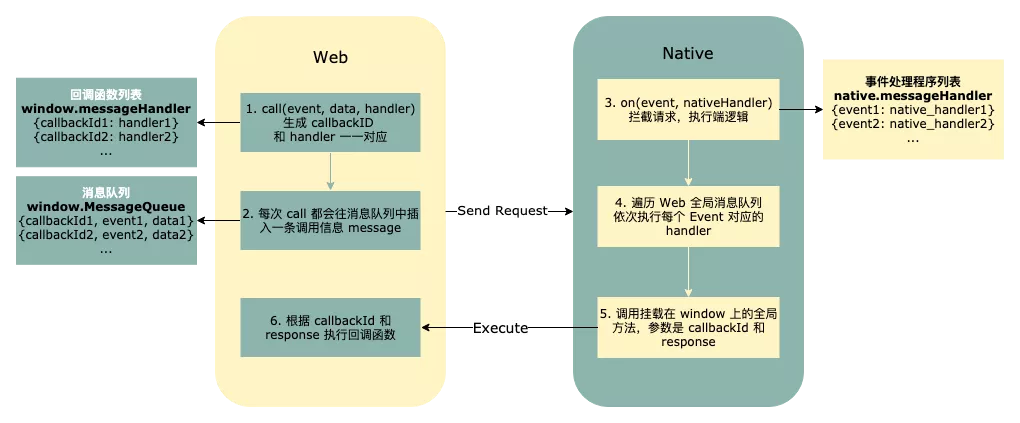 Web
Native
回调函数列表
window.messageHandler
{callbackId1: handler1}
{callbackId2: handler2}
...
消息队列
window.MessageQueue
{callbackId1, event1, data1}
{callbackId2, event2, data2}
...
1. call(event, data, handler)
生成 callbackID
和 handler 一一对应
2. 每次 call 都会往消息队列中插
入一条调用信息 message
6. 根据 callbackId 和
response 执行回调函数
Send Request
Execute
3. on(event, nativeHandler)
拦截请求，执行端逻辑
4. 遍历 Web 全局消息队列
依次执行每个 Event 对应的
handler
5. 调用挂载在 window 上的全局
方法，参数是 callbackId 和
response
事件处理程序列表
native.messageHandler
{event1: native_handler1}
{event2: native_handler2}
...